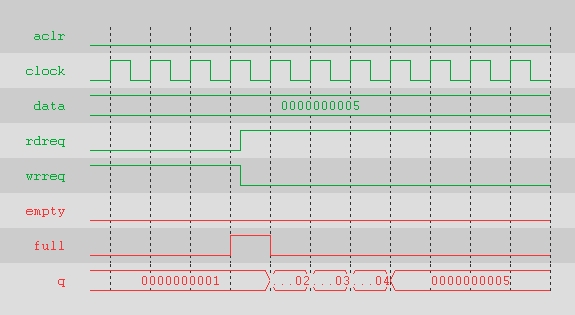 aclr
clock
data 0000000005
rdreq
wrreq
empty
full
q 0000000001 ...02 ...03 ...04 0000000005